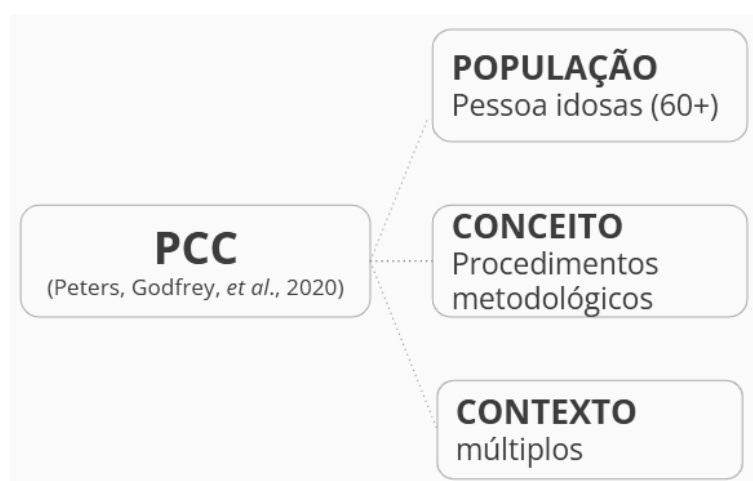 POPULAÇÃO
Pessoa idosas (60+)
PCC
(Peters, Godfrey, et al., 2020)
CONCEITO
Procedimentos
metodológicos
CONTEXTO
múltiplos